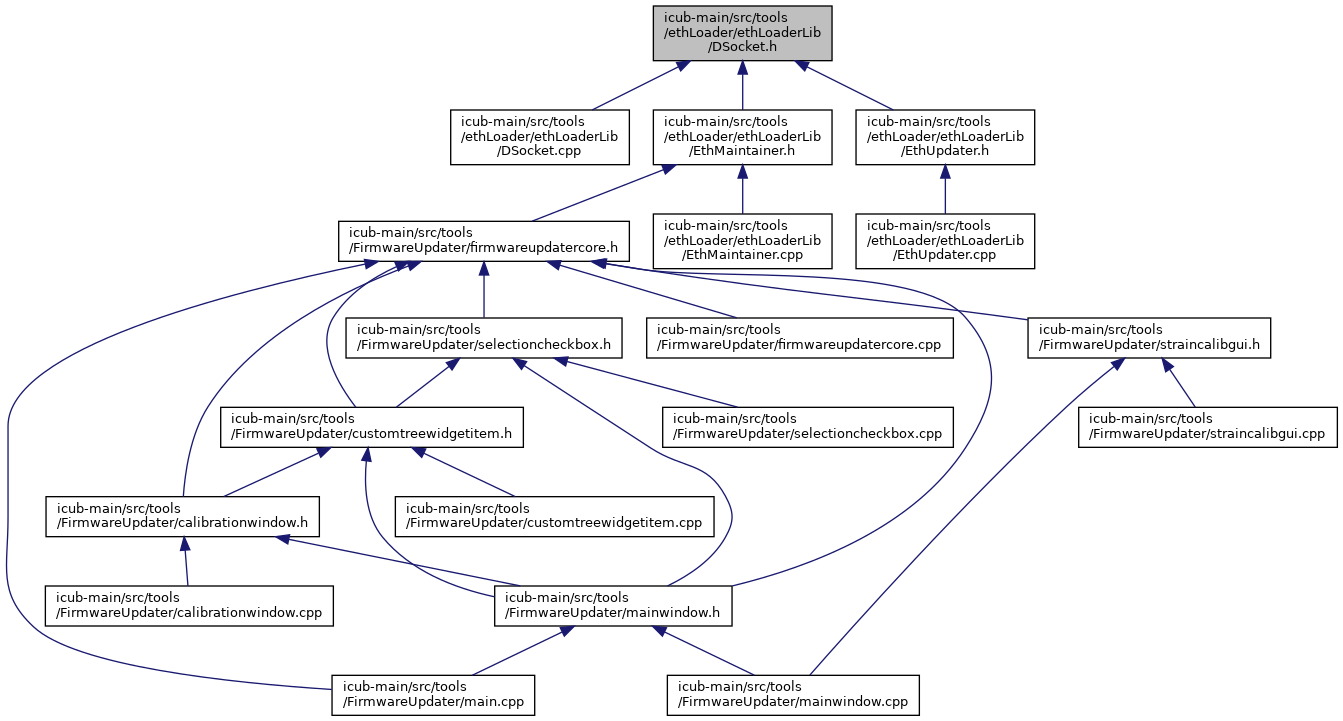 icub-main/src/tools
/ethLoader/ethLoaderLib
/DSocket.h
icub-main/src/tools
/ethLoader/ethLoaderLib
/DSocket.cpp
icub-main/src/tools
/ethLoader/ethLoaderLib
/EthMaintainer.h
icub-main/src/tools
/ethLoader/ethLoaderLib
/EthUpdater.h
icub-main/src/tools
/FirmwareUpdater/firmwareupdatercore.h
icub-main/src/tools
/ethLoader/ethLoaderLib
/EthMaintainer.cpp
icub-main/src/tools
/ethLoader/ethLoaderLib
/EthUpdater.cpp
icub-main/src/tools
/FirmwareUpdater/selectioncheckbox.h
icub-main/src/tools
/FirmwareUpdater/firmwareupdatercore.cpp
icub-main/src/tools
/FirmwareUpdater/straincalibgui.h
icub-main/src/tools
/FirmwareUpdater/customtreewidgetitem.h
icub-main/src/tools
/FirmwareUpdater/selectioncheckbox.cpp
icub-main/src/tools
/FirmwareUpdater/straincalibgui.cpp
icub-main/src/tools
/FirmwareUpdater/calibrationwindow.h
icub-main/src/tools
/FirmwareUpdater/customtreewidgetitem.cpp
icub-main/src/tools
/FirmwareUpdater/calibrationwindow.cpp
icub-main/src/tools
/FirmwareUpdater/mainwindow.h
icub-main/src/tools
/FirmwareUpdater/main.cpp
icub-main/src/tools
/FirmwareUpdater/mainwindow.cpp